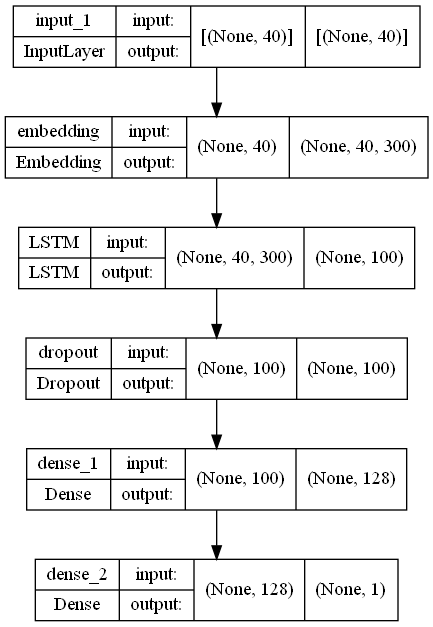 input_1 input: [(None, 40)] [(None, 40)]
InputLayer output:
embedding input: (None, 40) (None, 40, 300)
Embedding output:
LSTM input: (None, 40, 300) (None, 100)
LSTM output:
dropout input: (None, 100) (None, 100)
Dropout output:
dense_1 input: (None, 100) (None, 128)
Dense output:
dense_2 input: (None, 128) (None, 1)
Dense output: